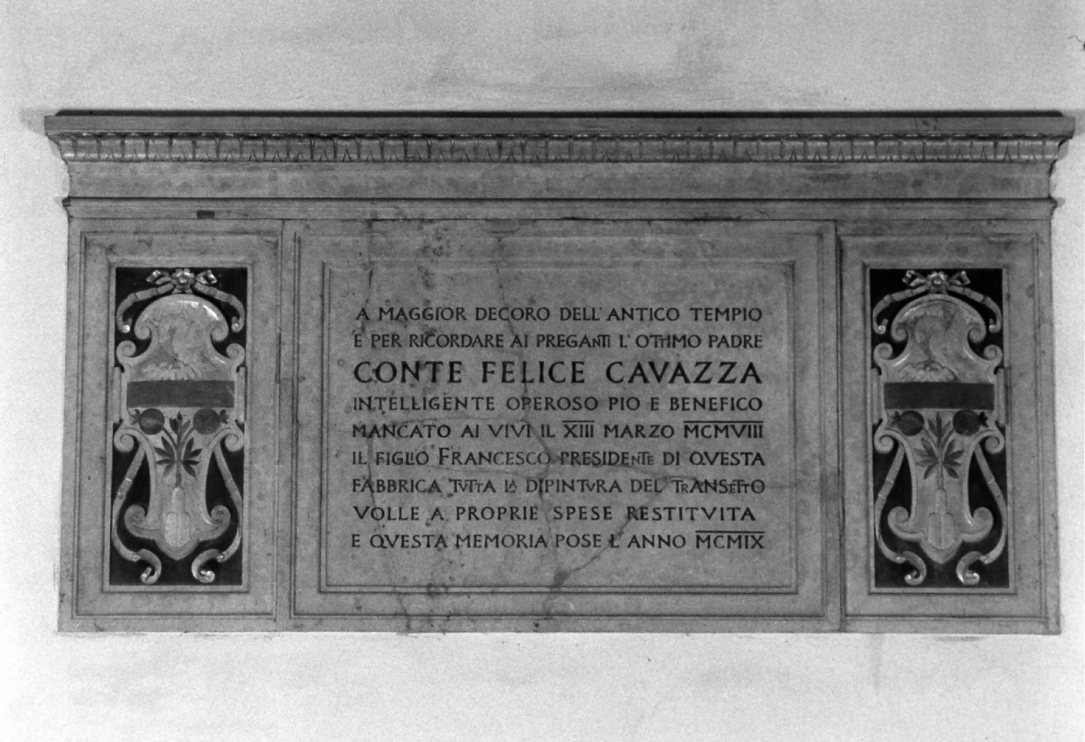 A MAGGIOR DECORO DELL'ANTICO TEMPIO
E PER RICORDARE AI PREGANTI L'OTTIMO PADRE
CONTE FELICE CAVAZZA
INTELLIGENTE OPEROSO PIO E BENEFICO
MANCATO AI VIVI IL XIII MARZO MCMVIII
IL FIGLIO FRANCESCO PRESIDENTE DI QVESTA
FABBRICA TVTTA LA DIPINTVRA DEL TRANSETTO
VOLLE A PROPRIE SPESE RESTITVITA
E QVESTA MEMORIA POSE L'ANNO MCMIX